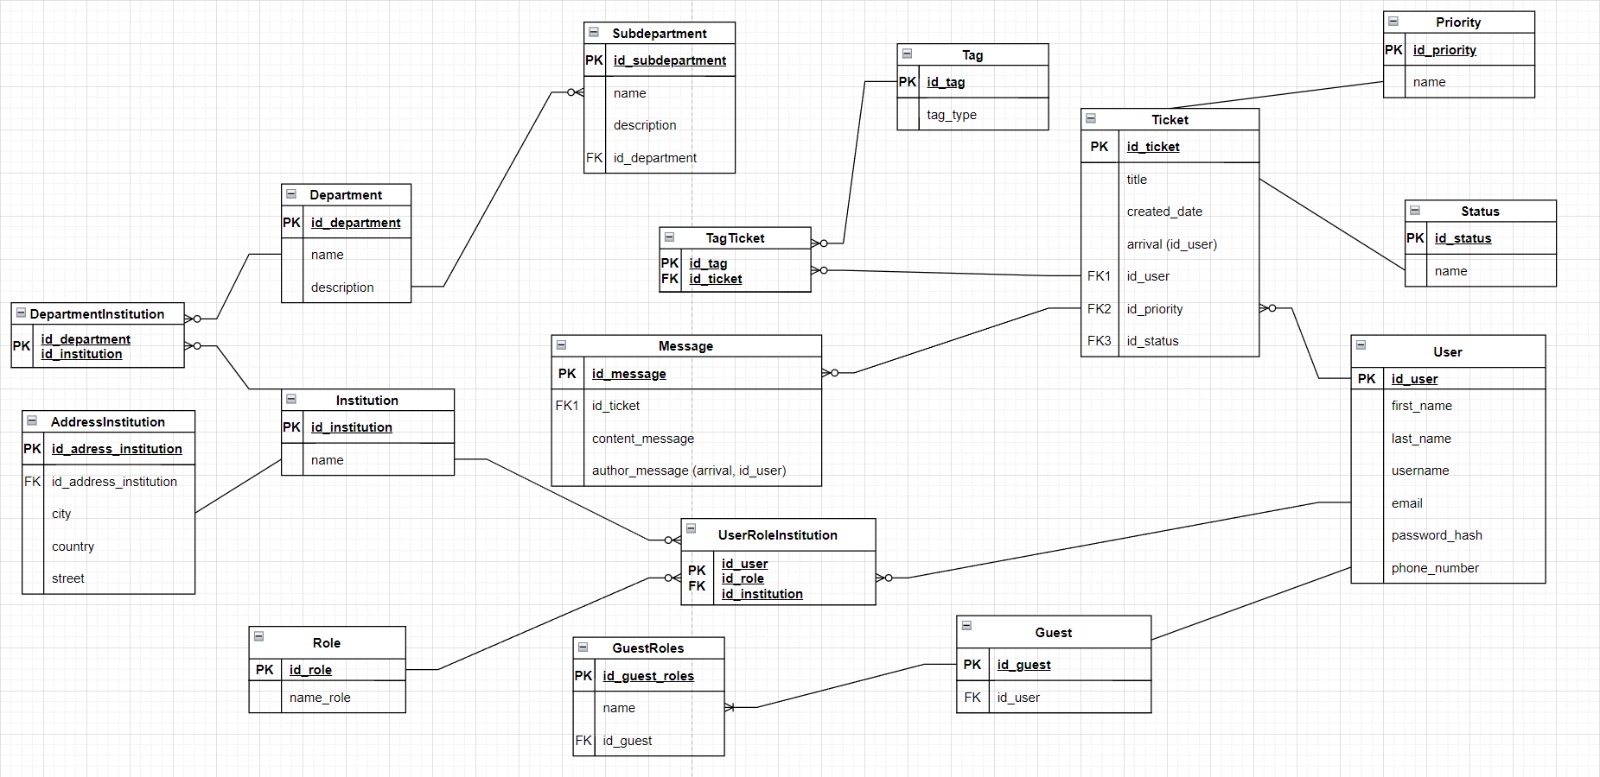 Subdepartment
PK id_subdepartment
name
description
FK id_department
Tag
PK id_tag
tag_type
Priority
PK id_priority
name
Ticket
PK id_ticket
title
created_date
arrival (id_user)
FK1 id_user
FK2 id_priority
FK3 id_status
Status
PK id_status
name
Department
PK id_department
name
description
TagTicket
PK id_tag
FK id_ticket
DepartmentInstitution
PK id_department
id_institution
Message
PK id_message
FK1 id_ticket
content_message
author_message (arrival, id_user)
User
PK id_user
first_name
last_name
username
email
password_hash
phone_number
Institution
PK id_institution
name
AddressInstitution
PK id_adress_institution
FK id_address_institution
city
country
street
UserRoleInstitution
PK id_user
FK id_role
id_institution
Role
PK id_role
name_role
GuestRoles
PK id_guest_roles
name
FK id_guest
Guest
PK id_guest
FK id_user